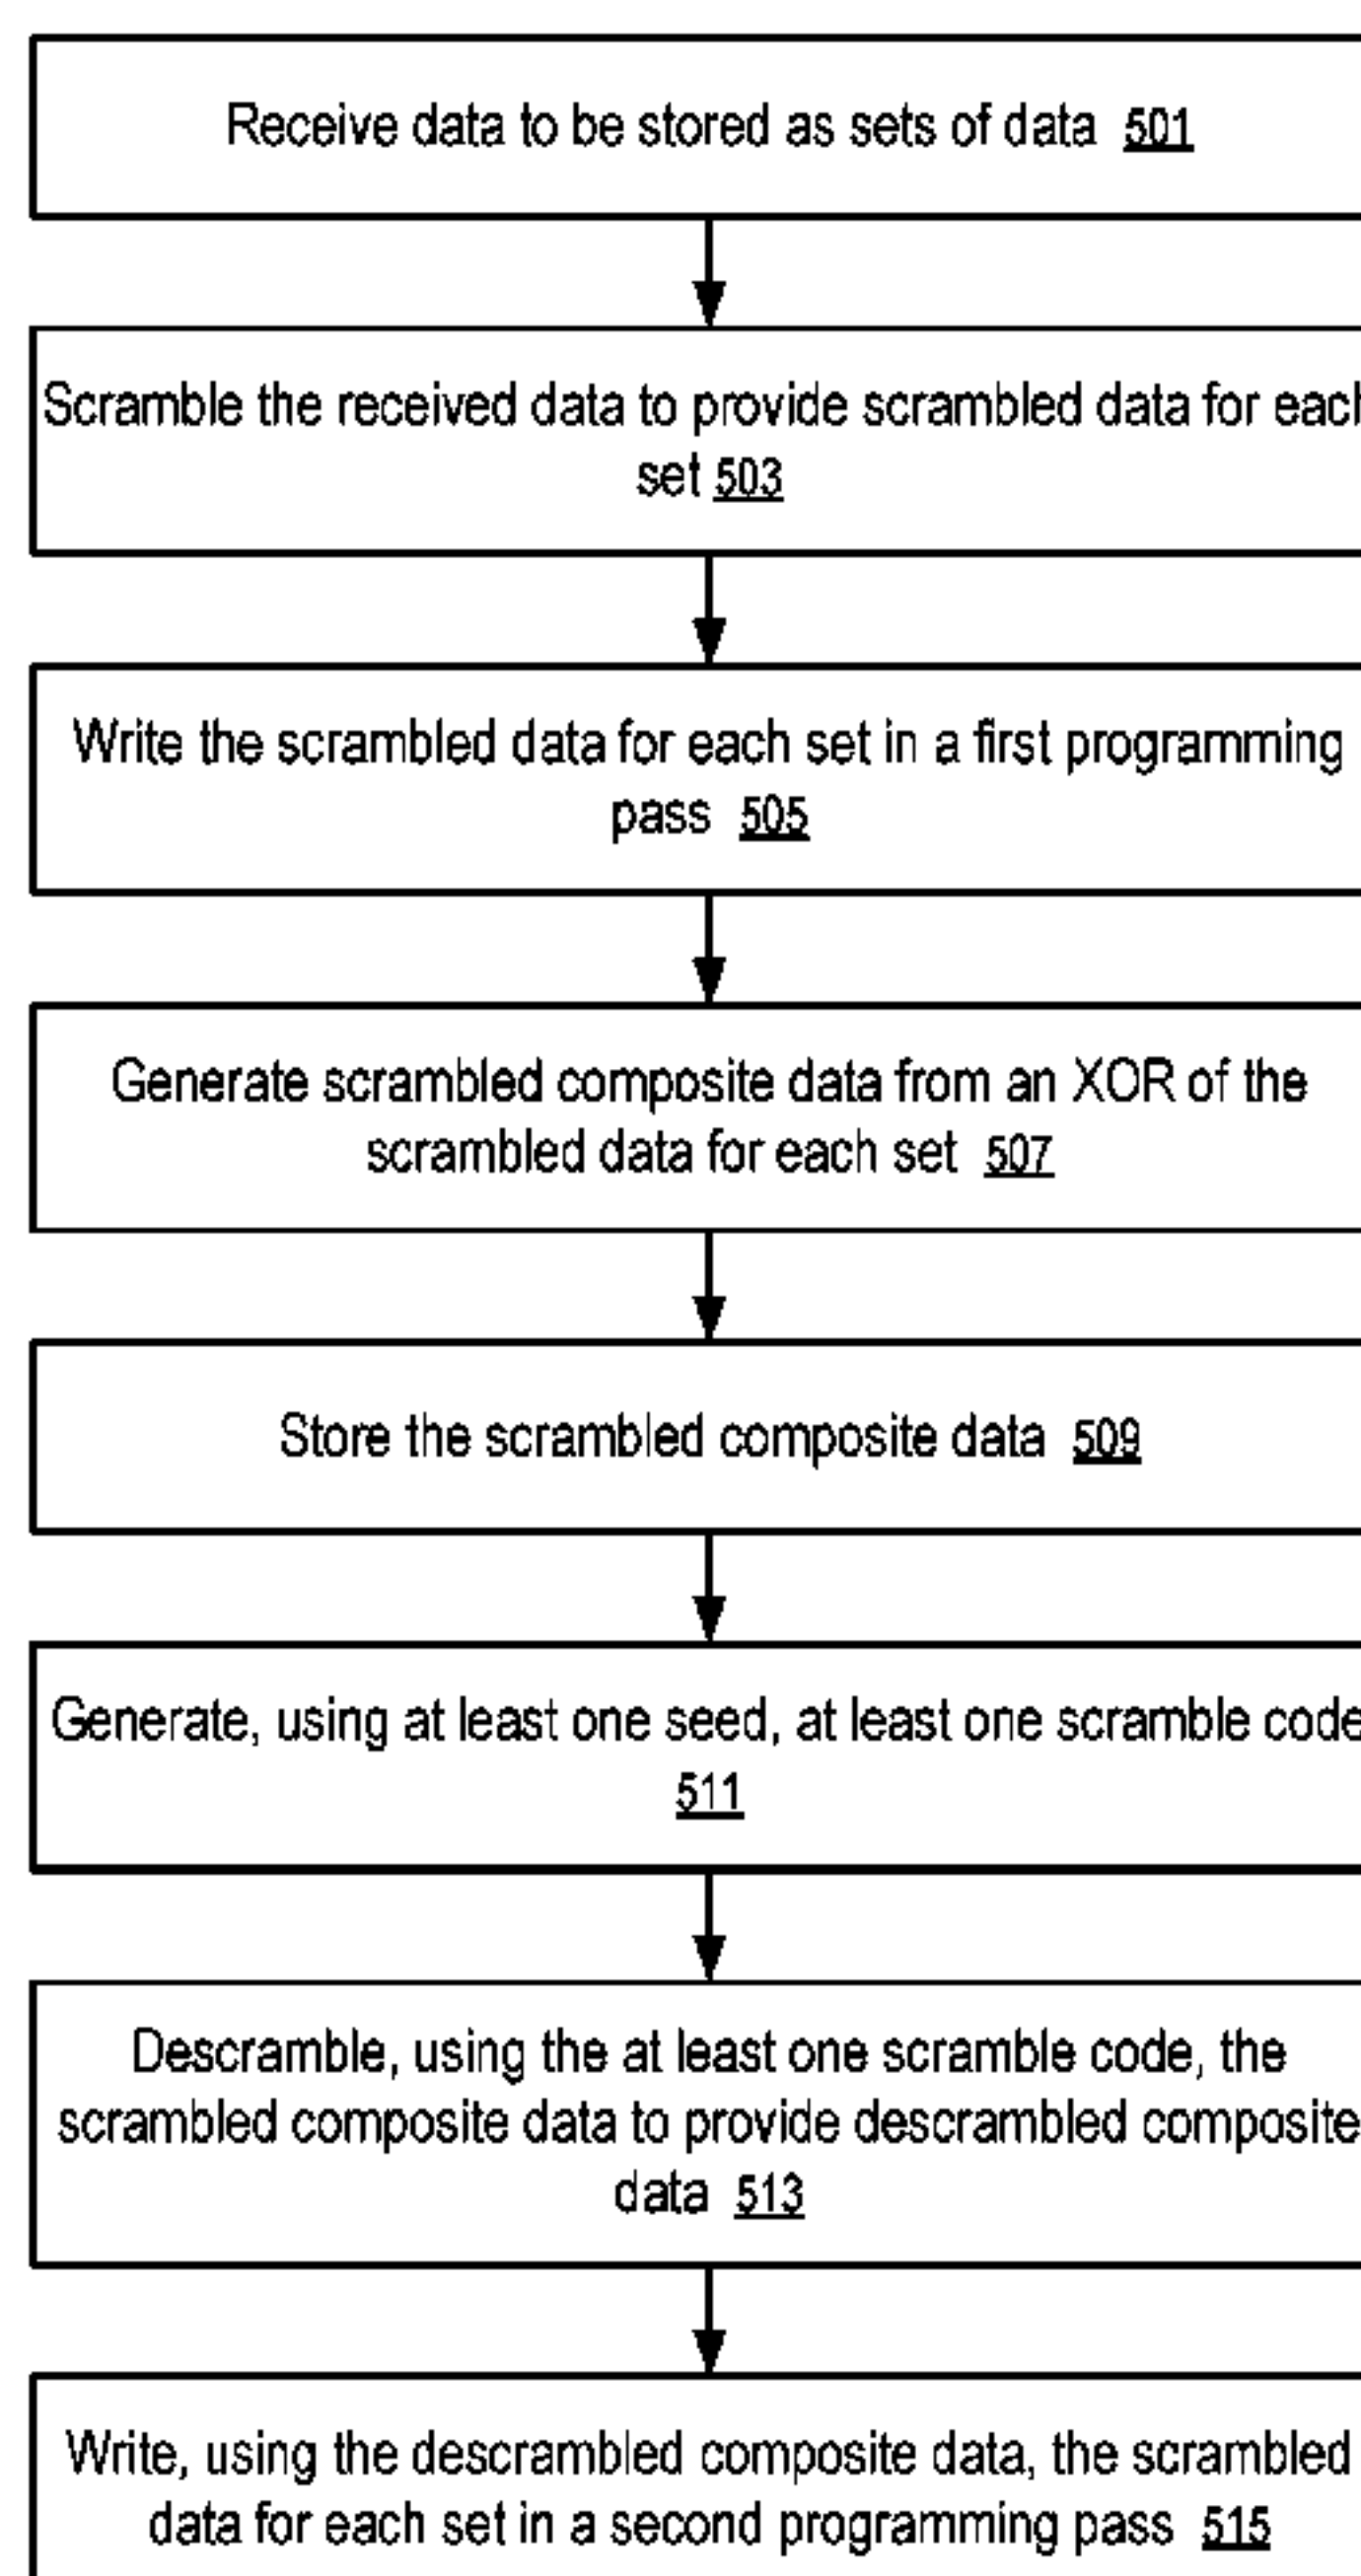 Receive data to be stored as sets of data 501
Scramble the received data to provide scrambled data for each
set 503
Write the scrambled data for each set in a first programming
pass 505
Generate scrambled composite data from an XOR of the
scrambled data for each set 507
Store the scrambled composite data 509
Generate, using at least one seed, at least one scramble code
511
Descramble, using the at least one scramble code, the
scrambled composite data to provide descrambled composite
data 513
Write, using the descrambled composite data, the scrambled
data for each set in a second programming pass 515